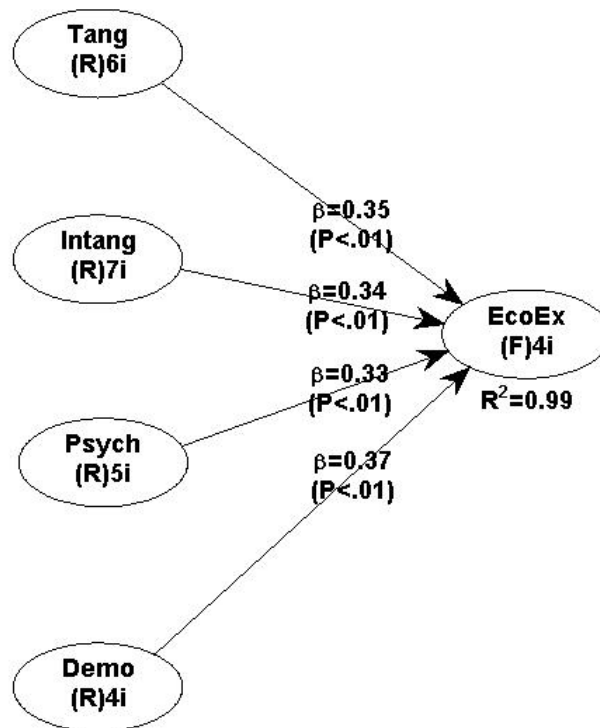 Tang
(R)6i
β=0.35
(P<.01)
Intang
(R)7i
β=0.34
(P<.01)
EcoEx
(F)4i
R²=0.99
β=0.33
(P<.01)
Psych
(R)5i
β=0.37
(P<.01)
Demo
(R)4i